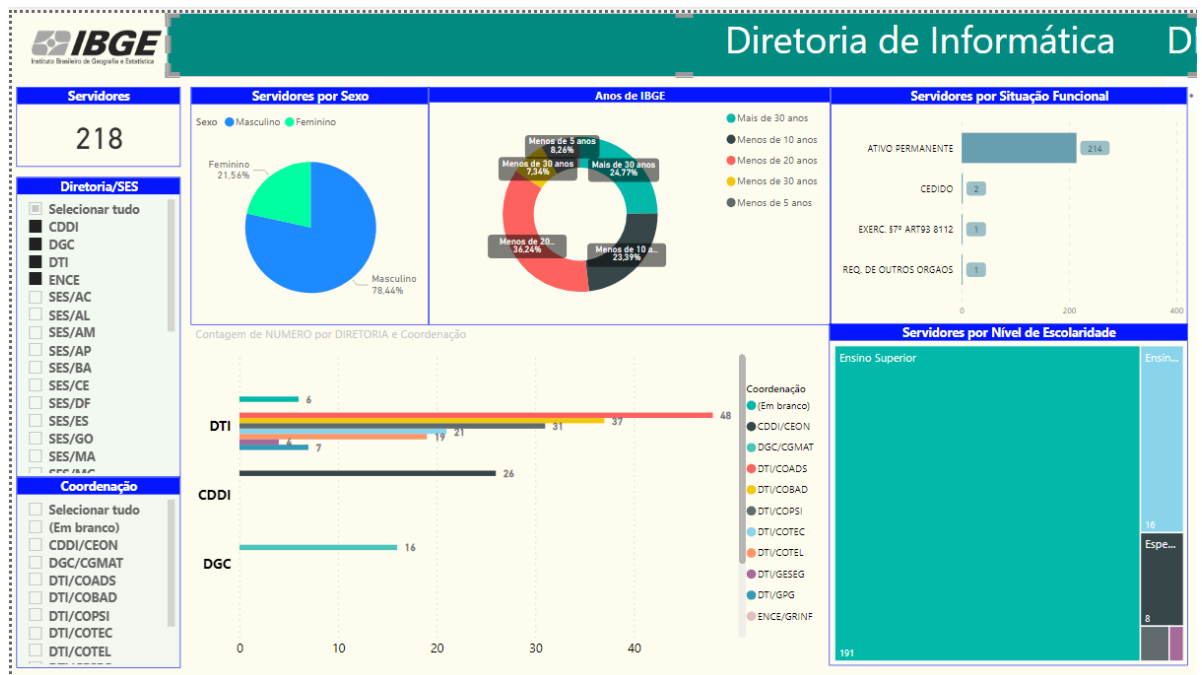 IBGE
Instituto Brasileiro de Geografia e Estatística
Diretoria de Informática
Servidores
218
Diretoria/SES
Selecionar tudo
CDDI
DGC
DTI
ENCE
SES/AC
SES/AL
SES/AM
SES/AP
SES/BA
SES/CE
SES/DF
SES/ES
SES/GO
SES/MA
Coordenação
Selecionar tudo
(Em branco)
CDDI/CEON
DGC/CGMAT
DTI/COADS
DTI/COBAD
DTI/COPSI
DTI/COTEC
DTI/COTEL
Servidores por Sexo
Sexo Masculino Feminino
Feminino
21,56%
Masculino
78,44%
Anos de IBGE
Menos de 5 anos
8,26%
Menos de 30 anos
7,34%
Mais de 30 anos
24,77%
Menos de 20...
36,24%
Menos de 10 a...
23,39%
Mais de 30 anos
Menos de 10 anos
Menos de 20 anos
Menos de 30 anos
Menos de 5 anos
Servidores por Situação Funcional
ATIVO PERMANENTE 214
CEDIDO 2
EXERC. §7º ART93 8112 1
REQ. DE OUTROS ORGAOS 1
0 200 400
Contagem de NUMERO por DIRETORIA e Coordenação
6
48
37
DTI
31
21
19
4
7
CDDI 26
DGC 16
0 10 20 30 40
Coordenação
(Em branco)
CDDI/CEON
DGC/CGMAT
DTI/COADS
DTI/COBAD
DTI/COPSI
DTI/COTEC
DTI/COTEL
DTI/GESEG
DTI/GPG
ENCE/GRINF
Servidores por Nível de Escolaridade
Ensino Superior
191
Ensin...
16
Espe...
8